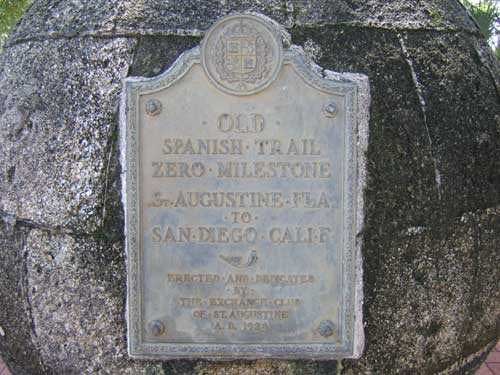 OLD
SPANISH · TRAIL
ZERO · MILESTONE
ST. AUGUSTINE · FLA
· TO ·
SAN · DIEGO · CALIF
ERECTED · AND · DEDICATED
· BY ·
THE · EXCHANGE · CLUB
OF · ST. AUGUSTINE
A. D.